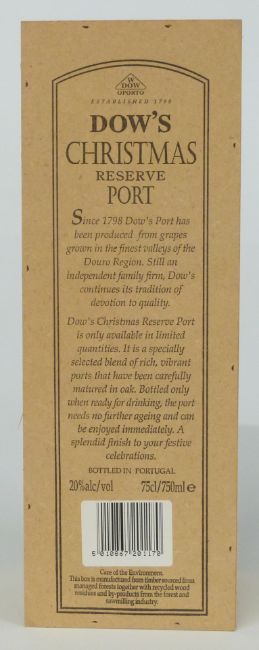 W
DOW
OPORTO
ESTABLISHED 1798
DOW'S
CHRISTMAS
RESERVE
PORT
Since 1798 Dow's Port has
been produced from grapes
grown in the finest valleys of the
Douro Region. Still an
independent family firm, Dow's
continues its tradition of
devotion to quality.
Dow's Christmas Reserve Port
is only available in limited
quantities. It is a specially
selected blend of rich, vibrant
ports that have been carefully
matured in oak. Bottled only
when ready for drinking, the port
needs no further ageing and can
be enjoyed immediately. A
splendid finish to your festive
celebrations.
BOTTLED IN PORTUGAL
20%alc/vol 75cl/750ml e
5 010867 201170
Care of the Environment.
This box is manufactured from timber sourced from
managed forests together with recycled wood
residues and by-products from the forest and
sawmilling industry.